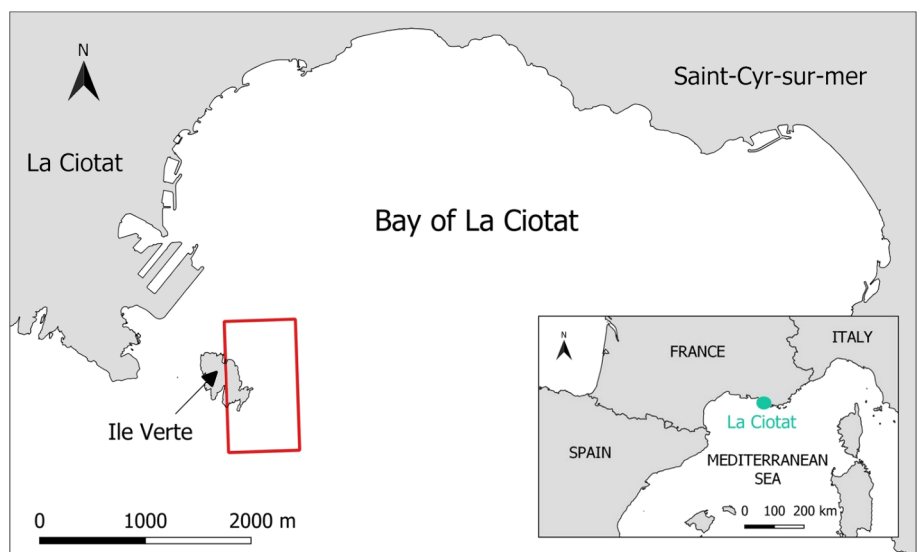 N
Saint-Cyr-sur-mer
La Ciotat
Bay of La Ciotat
Ile Verte
0 1000 2000 m
N
FRANCE
ITALY
La Ciotat
SPAIN
MEDITERRANEAN
SEA
0 100 200 km